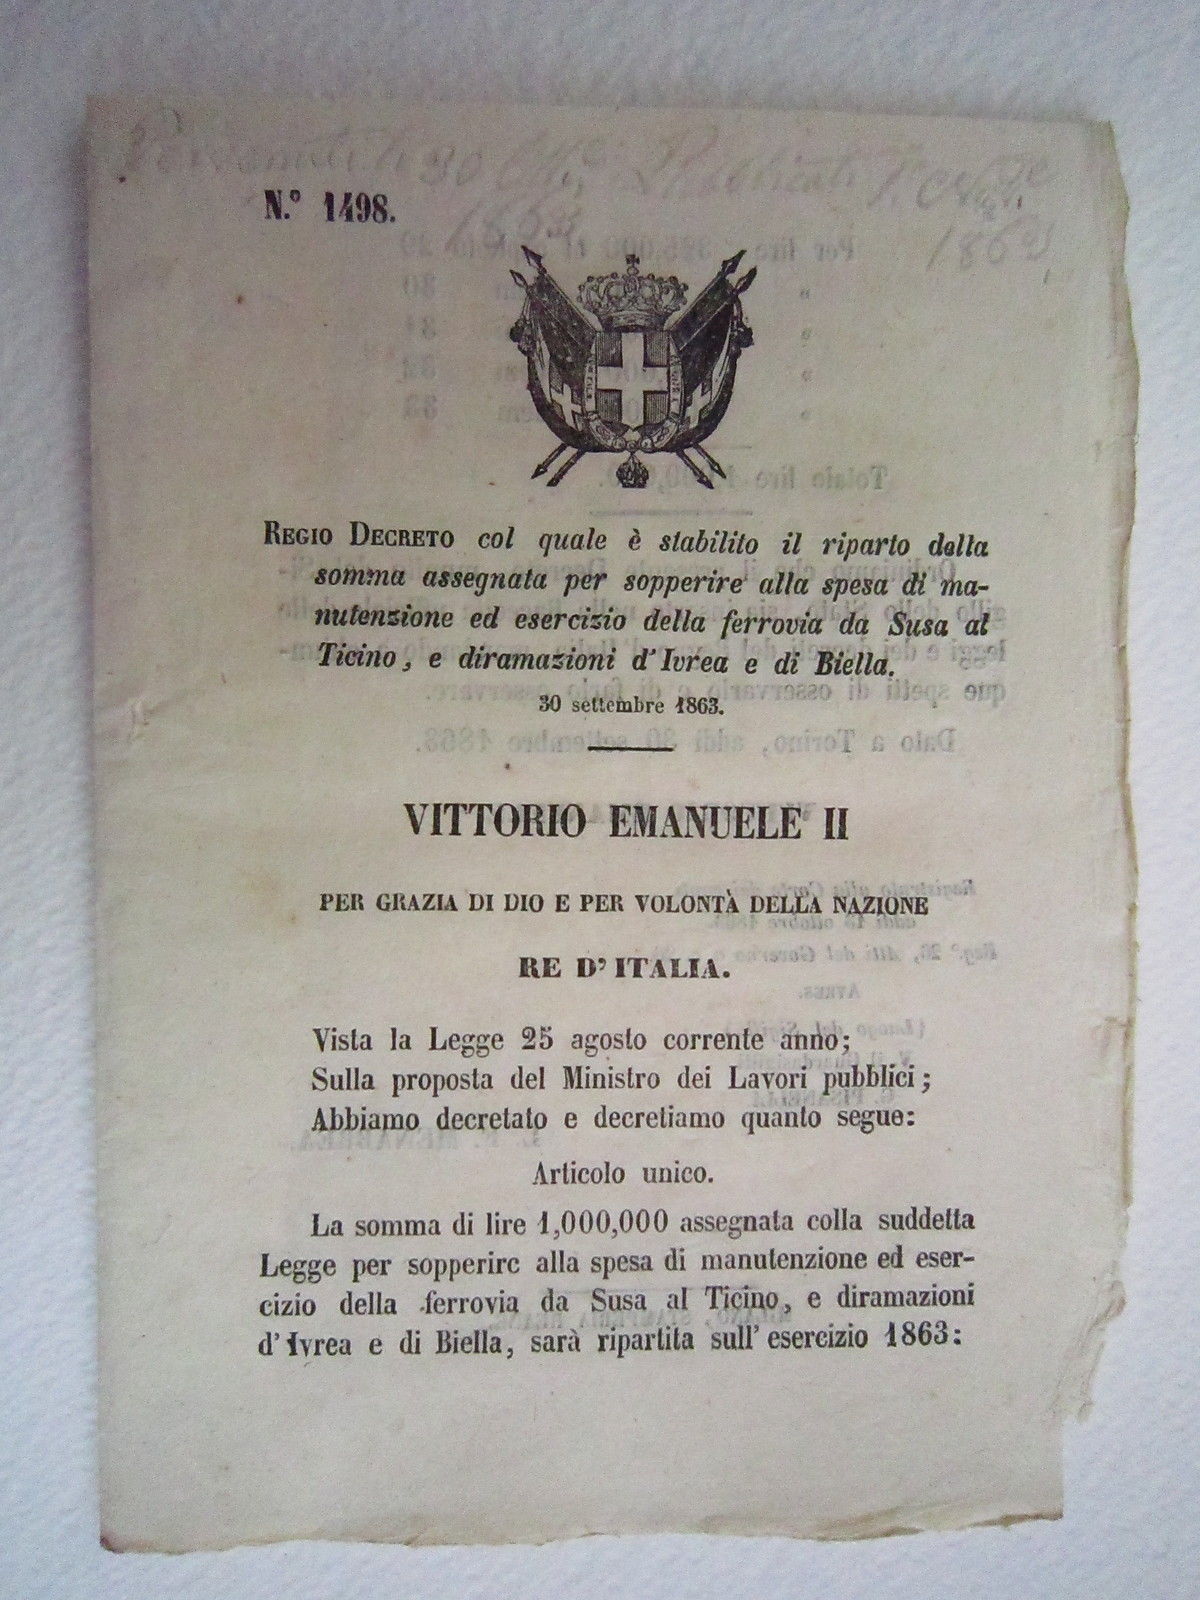 N.° 1498.
REGIO DECRETO col quale è stabilito il riparto della
somma assegnata per sopperire alla spesa di ma-
nutenzione ed esercizio della ferrovia da Susa al
Ticino, e diramazioni d'Ivrea e di Biella.
30 settembre 1863.
VITTORIO EMANUELE II
PER GRAZIA DI DIO E PER VOLONTÀ DELLA NAZIONE
RE D'ITALIA.
Vista la Legge 25 agosto corrente anno;
Sulla proposta del Ministro dei Lavori pubblici;
Abbiamo decretato e decretiamo quanto segue:
Articolo unico.
La somma di lire 1,000,000 assegnata colla suddetta
Legge per sopperire alla spesa di manutenzione ed eser-
cizio della ferrovia da Susa al Ticino, e diramazioni
d'Ivrea e di Biella, sarà ripartita sull'esercizio 1863: